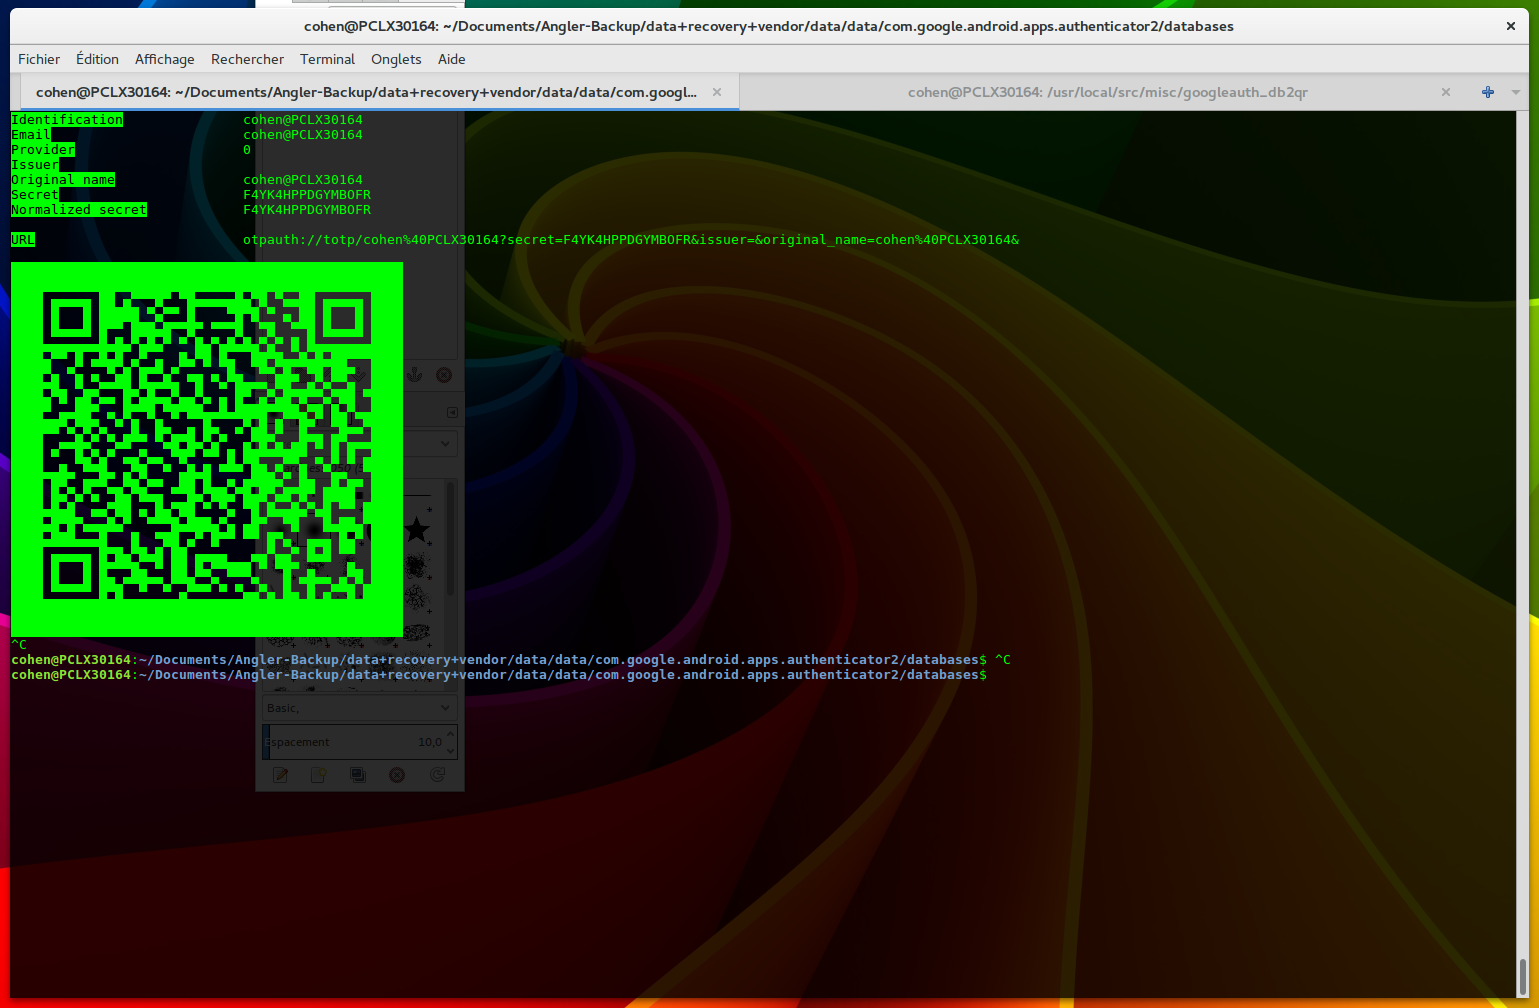 cohen@PCLX30164: ~/Documents/Angler-Backup/data+recovery+vendor/data/data/com.google.android.apps.authenticator2/databases
Fichier Édition Affichage Rechercher Terminal Onglets Aide
cohen@PCLX30164: ~/Documents/Angler-Backup/data+recovery+vendor/data/data/com.googl...
cohen@PCLX30164: /usr/local/src/misc/googleauth_db2qr
Identification cohen@PCLX30164
Email cohen@PCLX30164
Provider 0
Issuer
Original name cohen@PCLX30164
Secret F4YK4HPPDGYMBOFR
Normalized secret F4YK4HPPDGYMBOFR
URL otpauth://totp/cohen%40PCLX30164?secret=F4YK4HPPDGYMBOFR&issuer=&original_name=cohen%40PCLX30164&
^C
cohen@PCLX30164:~/Documents/Angler-Backup/data+recovery+vendor/data/data/com.google.android.apps.authenticator2/databases$ ^C
cohen@PCLX30164:~/Documents/Angler-Backup/data+recovery+vendor/data/data/com.google.android.apps.authenticator2/databases$
Basic,
Espacement 10,0